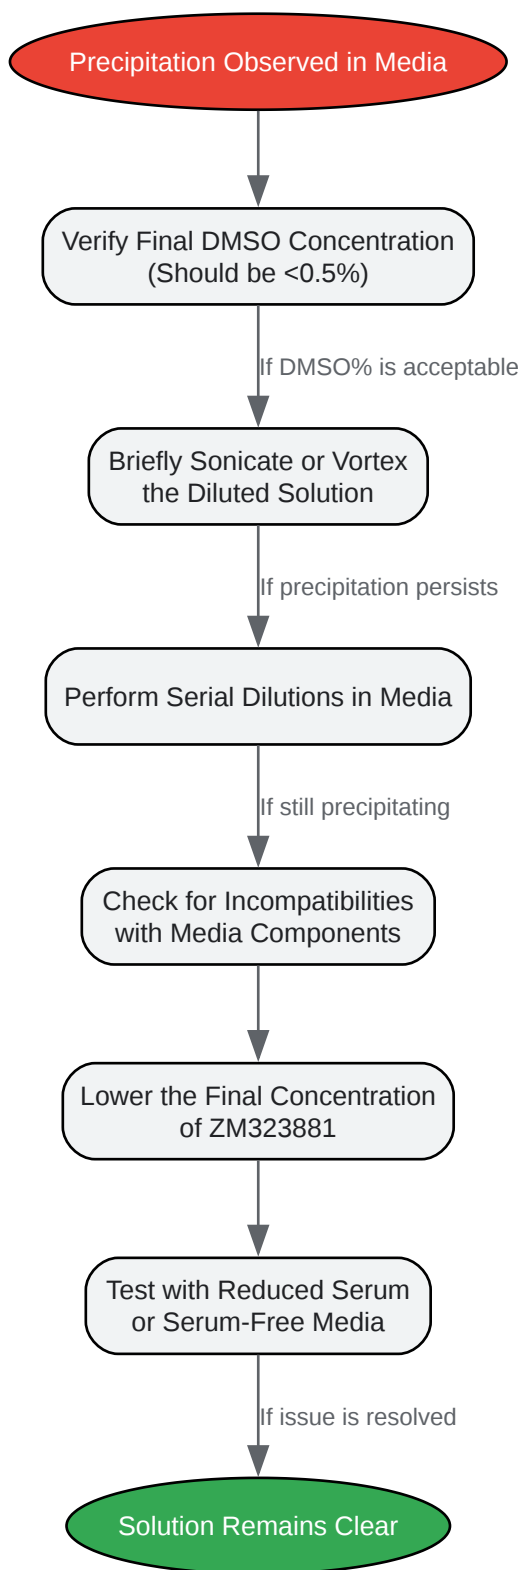 Precipitation Observed in Media
Verify Final DMSO Concentration
(Should be <0.5%)
If DMSO% is acceptable
Briefly Sonicate or Vortex
the Diluted Solution
If precipitation persists
Perform Serial Dilutions in Media
If still precipitating
Check for Incompatibilities
with Media Components
Lower the Final Concentration
of ZM323881
Test with Reduced Serum
or Serum-Free Media
If issue is resolved
Solution Remains Clear